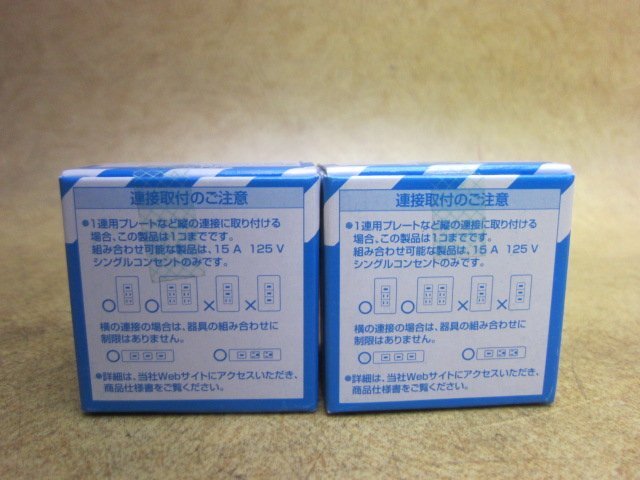 連接取付のご注意
●1連用プレートなど縦の連接に取り付ける
場合、この製品は1コまでです。
組み合わせ可能な製品は、15A 125V
シングルコンセントのみです。
○ ○ × ×
横の連接の場合は、器具の組み合わせに
制限はありません。
○ ○
●詳細は、当社Webサイトにアクセスいただき、
商品仕様書をご覧ください。
連接取付のご注意
●1連用プレートなど縦の連接に取り付ける
場合、この製品は1コまでです。
組み合わせ可能な製品は、15A 125V
シングルコンセントのみです。
○ ○ × ×
横の連接の場合は、器具の組み合わせに
制限はありません。
○ ○
●詳細は、当社Webサイトにアクセスいただき、
商品仕様書をご覧ください。